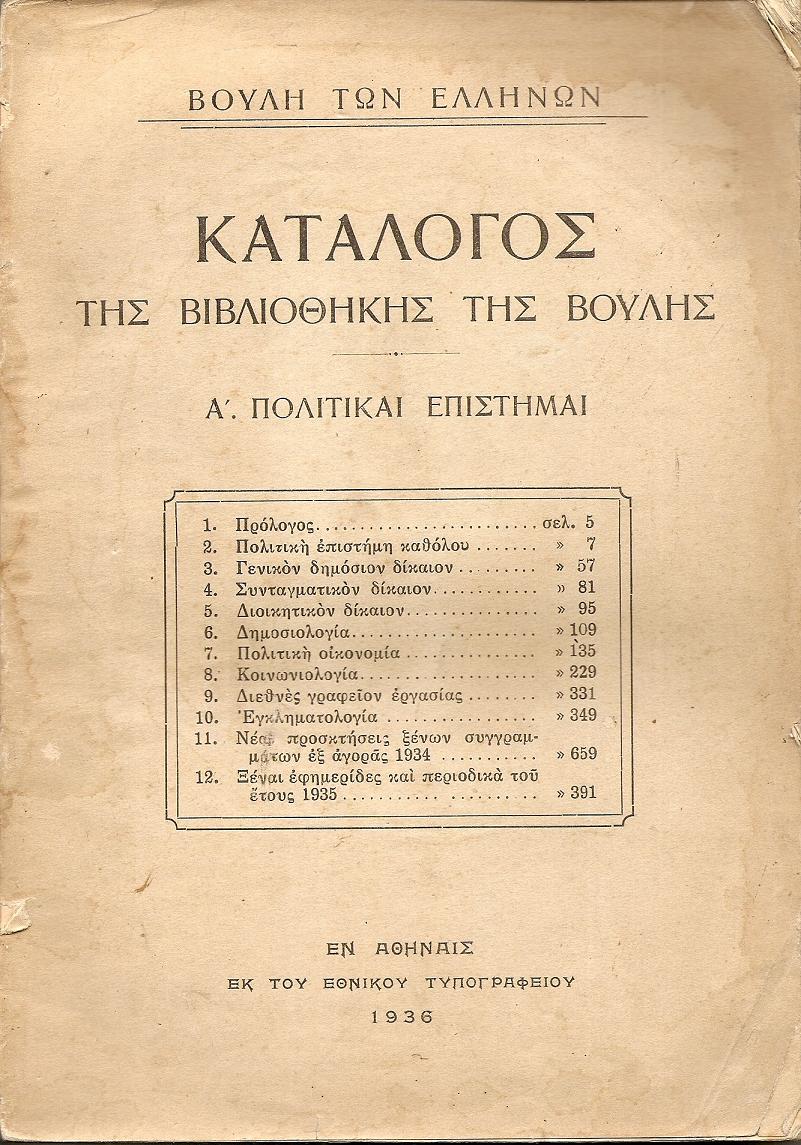 ΒΟΥΛΗ ΤΩΝ ΕΛΛΗΝΩΝ
ΚΑΤΑΛΟΓΟΣ
ΤΗΣ ΒΙΒΛΙΟΘΗΚΗΣ ΤΗΣ ΒΟΥΛΗΣ
Α΄. ΠΟΛΙΤΙΚΑΙ ΕΠΙΣΤΗΜΑΙ
1. Πρόλογος........................σελ. 5
2. Πολιτικὴ ἐπιστήμη καθόλου ....... » 7
3. Γενικὸν δημόσιον δίκαιον ......... » 57
4. Συνταγματικὸν δίκαιον............ » 81
5. Διοικητικὸν δίκαιον............... » 95
6. Δημοσιολογία..................... » 109
7. Πολιτικὴ οἰκονομία ............... » 135
8. Κοινωνιολογία.................... » 229
9. Διεθνὲς γραφεῖον ἐργασίας ........ » 331
10. Ἐγκληματολογία ................. » 349
11. Νέαι προσκτήσεις ξένων συγγραμ-
μάτων ἐξ ἀγορᾶς 1934 ........... » 659
12. Ξέναι ἐφημερίδες καὶ περιοδικὰ τοῦ
ἔτους 1935 ........... .......... » 391
ΕΝ ΑΘΗΝΑΙΣ
ΕΚ ΤΟΥ ΕΘΝΙΚΟΥ ΤΥΠΟΓΡΑΦΕΙΟΥ
1936